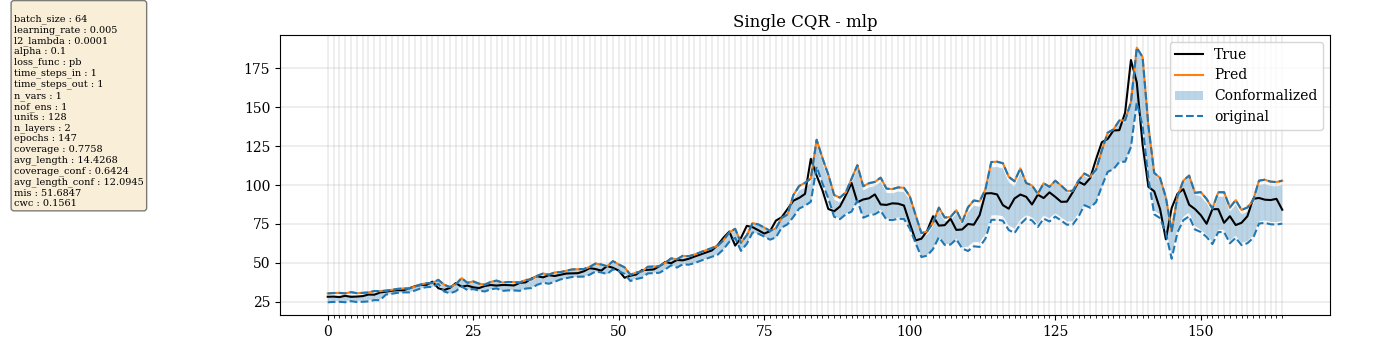 batch_size : 64
learning_rate : 0.005
l2_lambda : 0.0001
alpha : 0.1
loss_func : pb
time_steps_in : 1
time_steps_out : 1
n_vars : 1
nof_ens : 1
units : 128
n_layers : 2
epochs : 147
coverage : 0.7758
avg_length : 14.4268
coverage_conf : 0.6424
avg_length_conf : 12.0945
mis : 51.6847
cwc : 0.1561
Single CQR - mlp
True
Pred
Conformalized
original
175
150
125
100
75
50
25
0 25 50 75 100 125 150